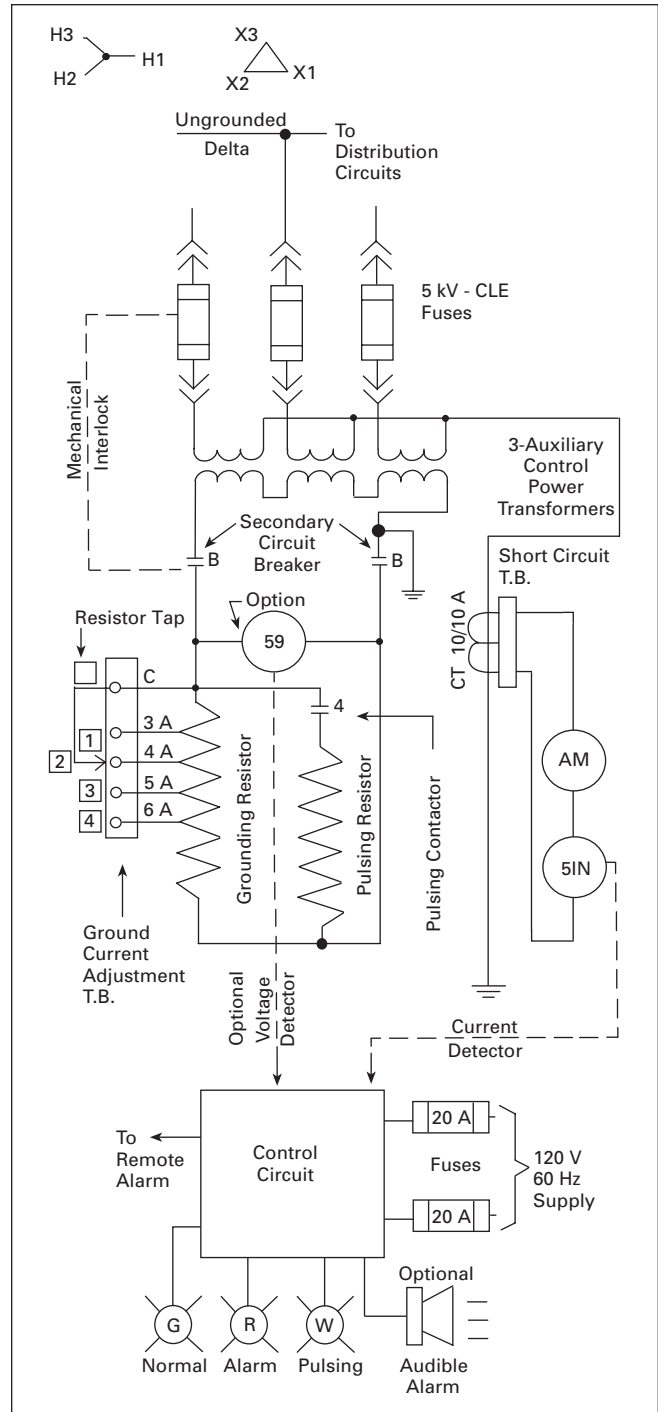 H3
H1
H2
X3
X2
X1
Ungrounded
Delta
To
Distribution
Circuits
5 kV - CLE
Fuses
Mechanical
Interlock
3-Auxiliary
Control
Power
Transformers
Secondary
Circuit
Breaker
B
B
Short Circuit
T.B.
CT 10/10 A
Option
59
Resistor Tap
C
4
1
3 A
2
4 A
3
5 A
4
6 A
Grounding Resistor
Pulsing Resistor
Pulsing Contactor
AM
5IN
Ground
Current
Adjustment
T.B.
Optional
Voltage
Detector
Current
Detector
To
Remote
Alarm
Control
Circuit
20 A
Fuses
20 A
120 V
60 Hz
Supply
G
Normal
R
Alarm
W
Pulsing
Optional
Audible
Alarm